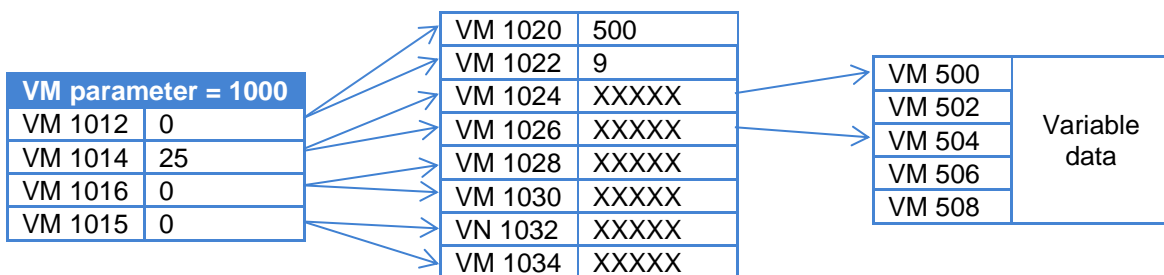 VM parameter = 1000
VM 1012 0
VM 1014 25
VM 1016 0
VM 1015 0
VM 1020 500
VM 1022 9
VM 1024 XXXXX
VM 1026 XXXXX
VM 1028 XXXXX
VM 1030 XXXXX
VN 1032 XXXXX
VM 1034 XXXXX
VM 500
VM 502
VM 504
VM 506
VM 508
Variable
data